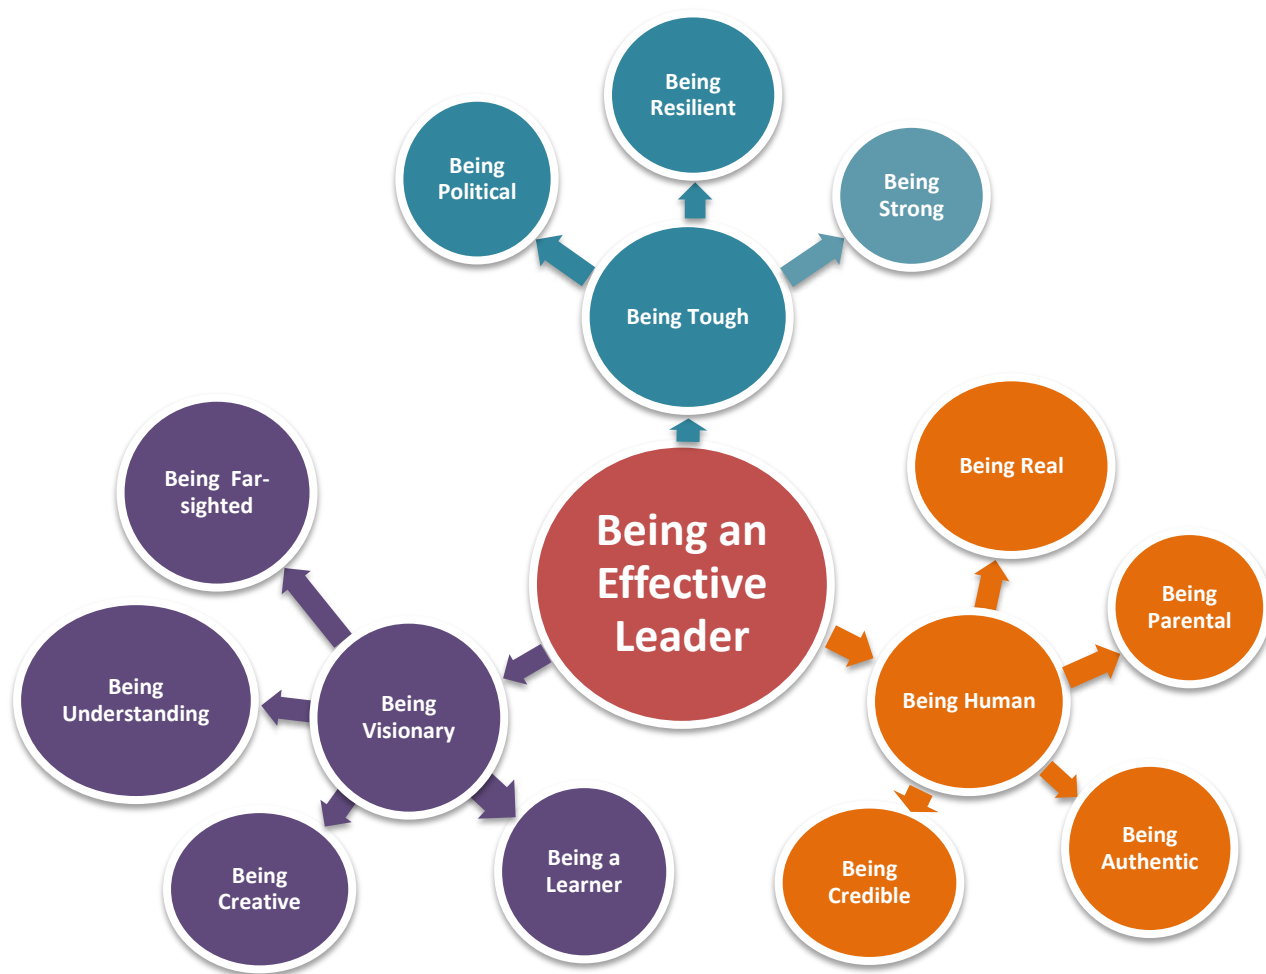 Being
Resilient
Being
Political
Being
Strong
Being Tough
Being Real
Being  Far-
sighted
Being an
Effective
Leader
Being
Parental
Being
Understanding
Being
Visionary
Being Human
Being
Authentic
Being a
Learner
Being
Creative
Being
Credible